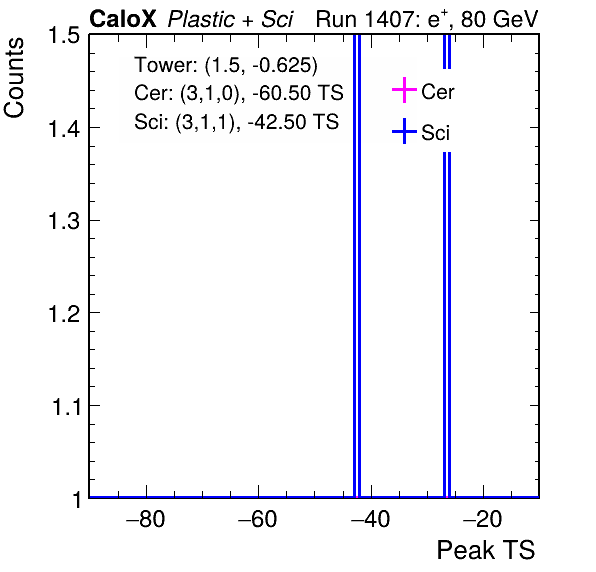 CaloX Plastic + Sci Run 1407: e⁺, 80 GeV
Counts
1.5
1.4
1.3
1.2
1.1
1
Tower: (1.5, -0.625)
Cer: (3,1,0), -60.50 TS
Sci: (3,1,1), -42.50 TS
Cer
Sci
−80 −60 −40 −20
Peak TS